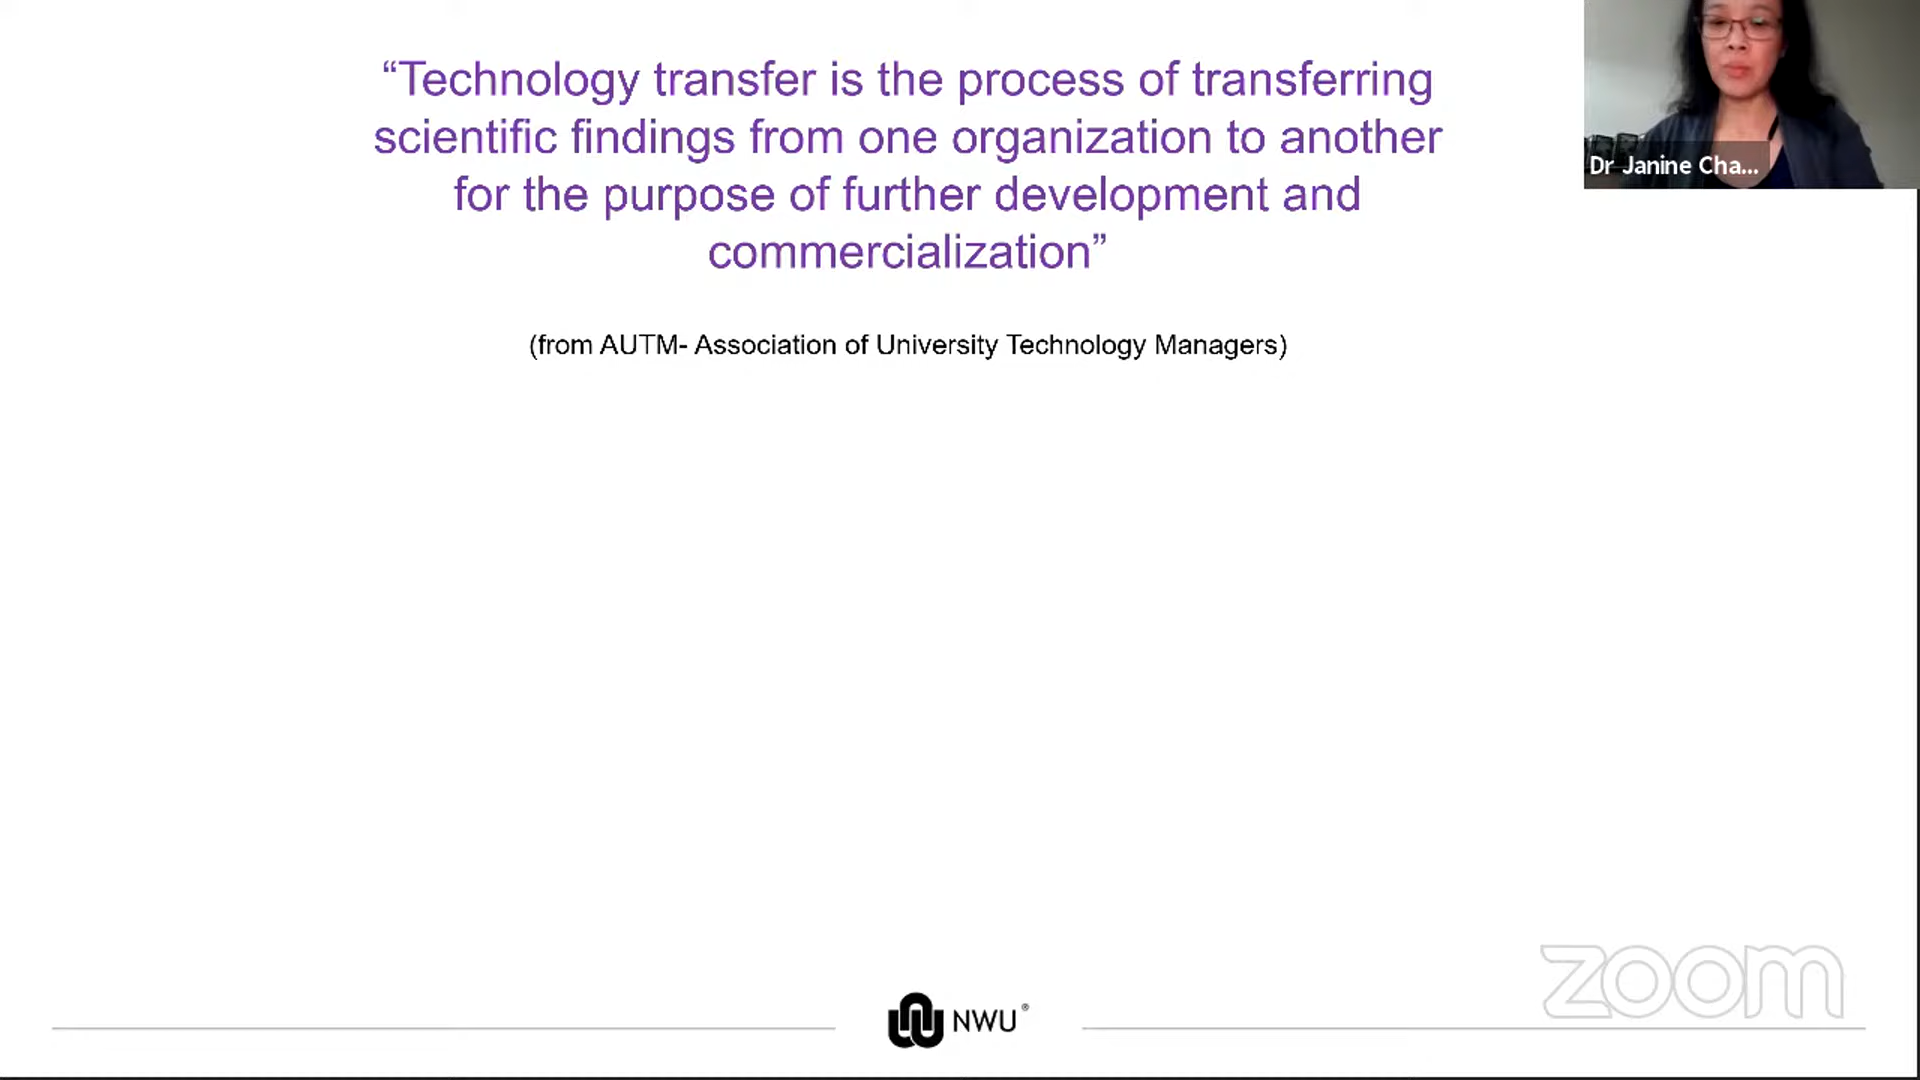 “Technology transfer is the process of transferring
scientific findings from one organization to another
for the purpose of further development and
commercialization”
(from AUTM- Association of University Technology Managers)
Dr Janine Cha...
zoom
NWU®